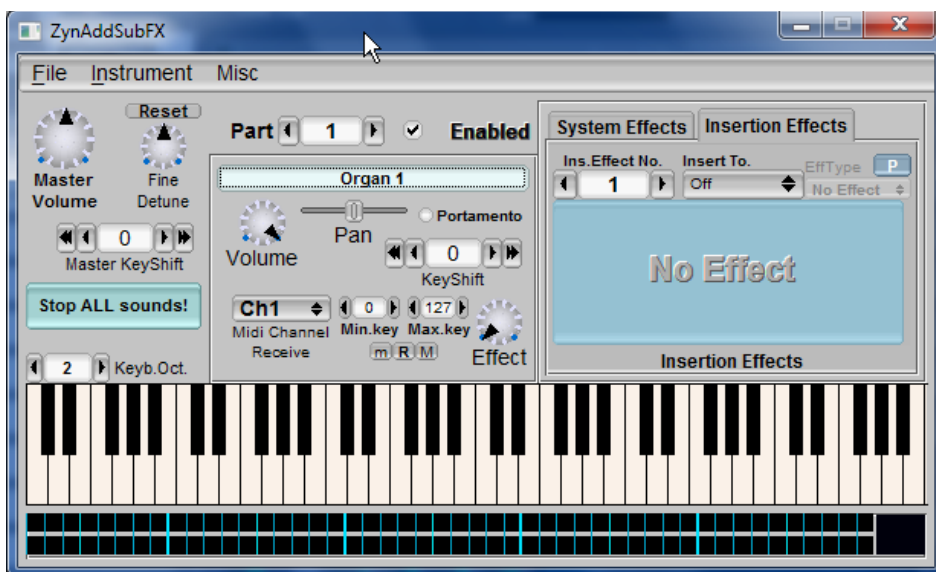 ZynAddSubFX
X
File Instrument Misc
Reset
Part 1 Enabled
System Effects Insertion Effects
Master
Volume
Fine
Detune
Organ 1
Ins.Effect No. Insert To. EffType P
1 Off No Effect
Portamento
Volume
Pan
0
Master KeyShift
0
KeyShift
No Effect
Stop ALL sounds!
Ch1 0 127
Midi Channel
Receive
Min.key Max.key
m R M
Effect
Insertion Effects
2 Keyb.Oct.